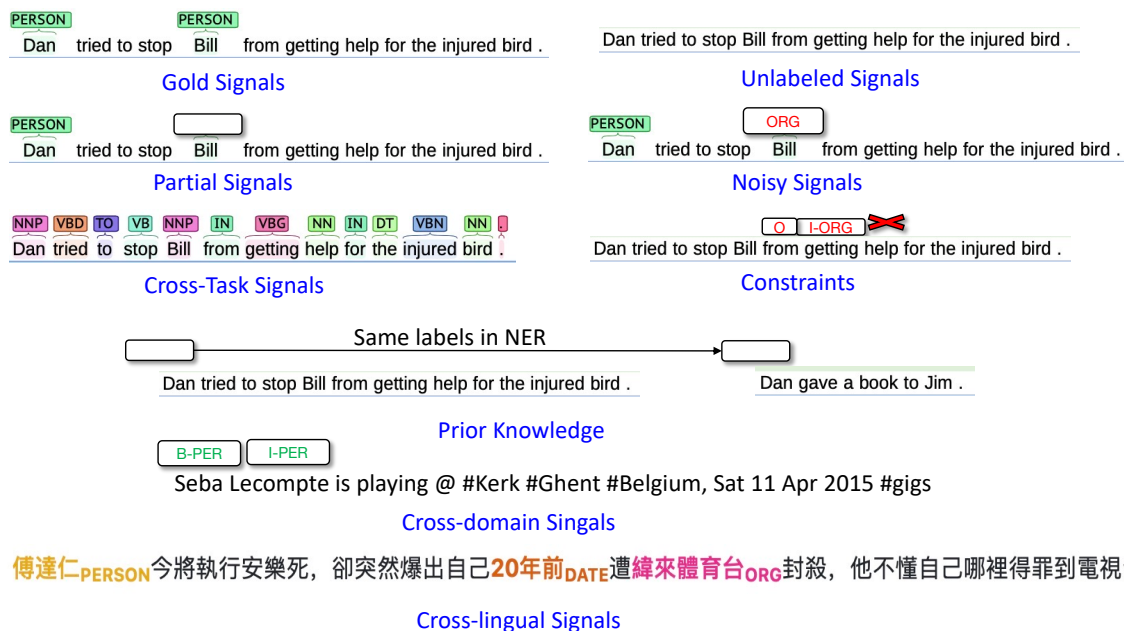 PERSON PERSON
Dan tried to stop Bill from getting help for the injured bird .
Gold Signals
Dan tried to stop Bill from getting help for the injured bird .
Unlabeled Signals
PERSON
Dan tried to stop Bill from getting help for the injured bird .
Partial Signals
PERSON ORG
Dan tried to stop Bill from getting help for the injured bird .
Noisy Signals
NNP VBD TO VB NNP IN VBG NN IN DT VBN NN .
Dan tried to stop Bill from getting help for the injured bird .
Cross-Task Signals
O I-ORG
Dan tried to stop Bill from getting help for the injured bird .
Constraints
Same labels in NER
Dan tried to stop Bill from getting help for the injured bird .
Dan gave a book to Jim .
Prior Knowledge
B-PER I-PER
Seba Lecompte is playing @ #Kerk #Ghent #Belgium, Sat 11 Apr 2015 #gigs
Cross-domain Singals
傅達仁PERSON今將執行安樂死，卻突然爆出自己20年前DATE遭緯來體育台ORG封殺，他不懂自己哪裡得罪到電視
Cross-lingual Signals